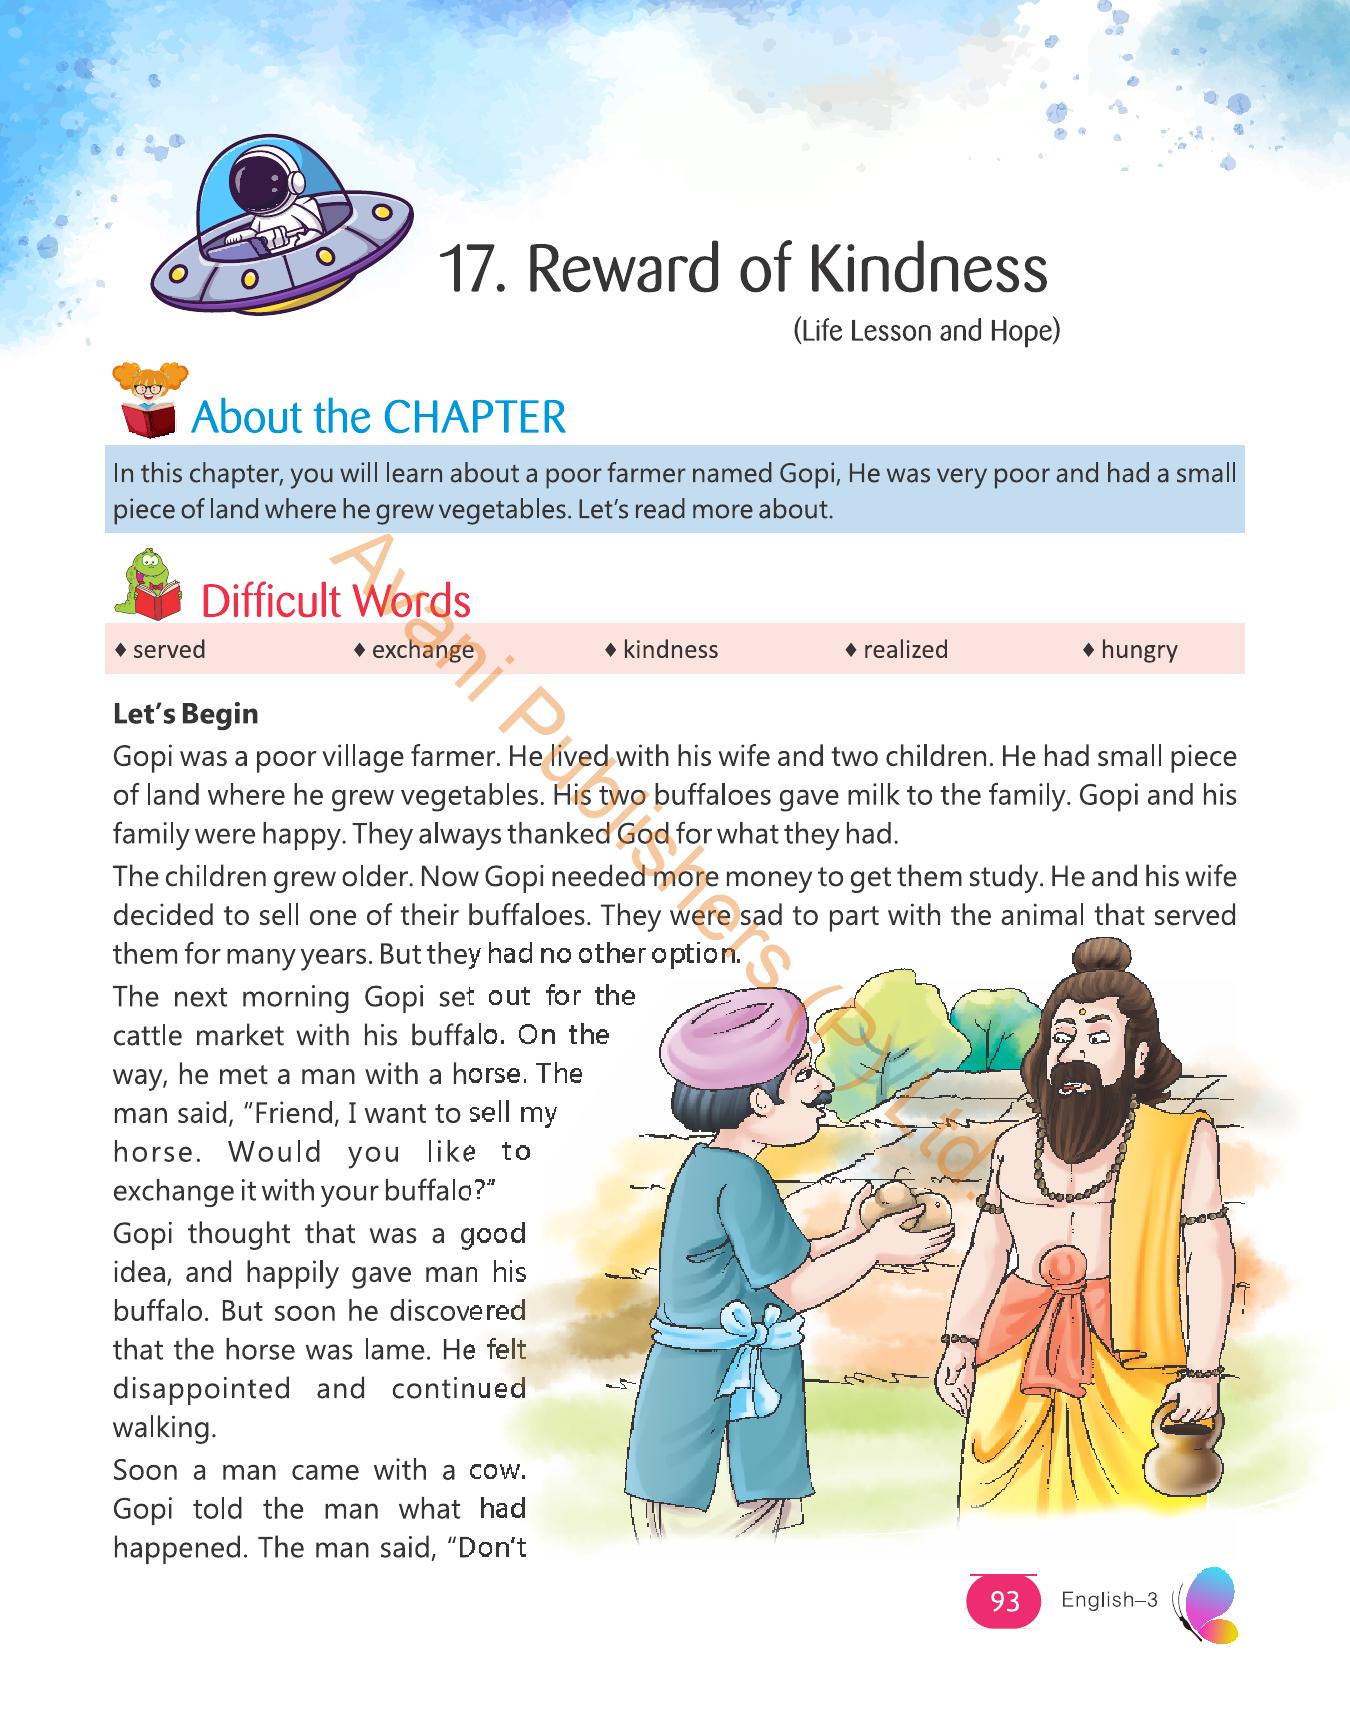 17. Reward of Kindness
(Life Lesson and Hope)
About the CHAPTER
In this chapter, you will learn about a poor farmer named Gopi, He was very poor and had a small
piece of land where he grew vegetables. Let's read more about.
Difficult Words
♦ served ♦ exchange ♦ kindness ♦ realized ♦ hungry
Let's Begin
Gopi was a poor village farmer. He lived with his wife and two children. He had small piece
of land where he grew vegetables. His two buffaloes gave milk to the family. Gopi and his
family were happy. They always thanked God for what they had.
The children grew older. Now Gopi needed more money to get them study. He and his wife
decided to sell one of their buffaloes. They were sad to part with the animal that served
them for many years. But they had no other option.
The next morning Gopi set out for the
cattle market with his buffalo. On the
way, he met a man with a horse. The
man said, "Friend, I want to sell my
horse. Would you like to
exchange it with your buffalo?"
Gopi thought that was a good
idea, and happily gave man his
buffalo. But soon he discovered
that the horse was lame. He felt
disappointed and continued
walking.
Soon a man came with a cow.
Gopi told the man what had
happened. The man said, "Don't
93 English–3
Avani Publishers (P) Ltd.